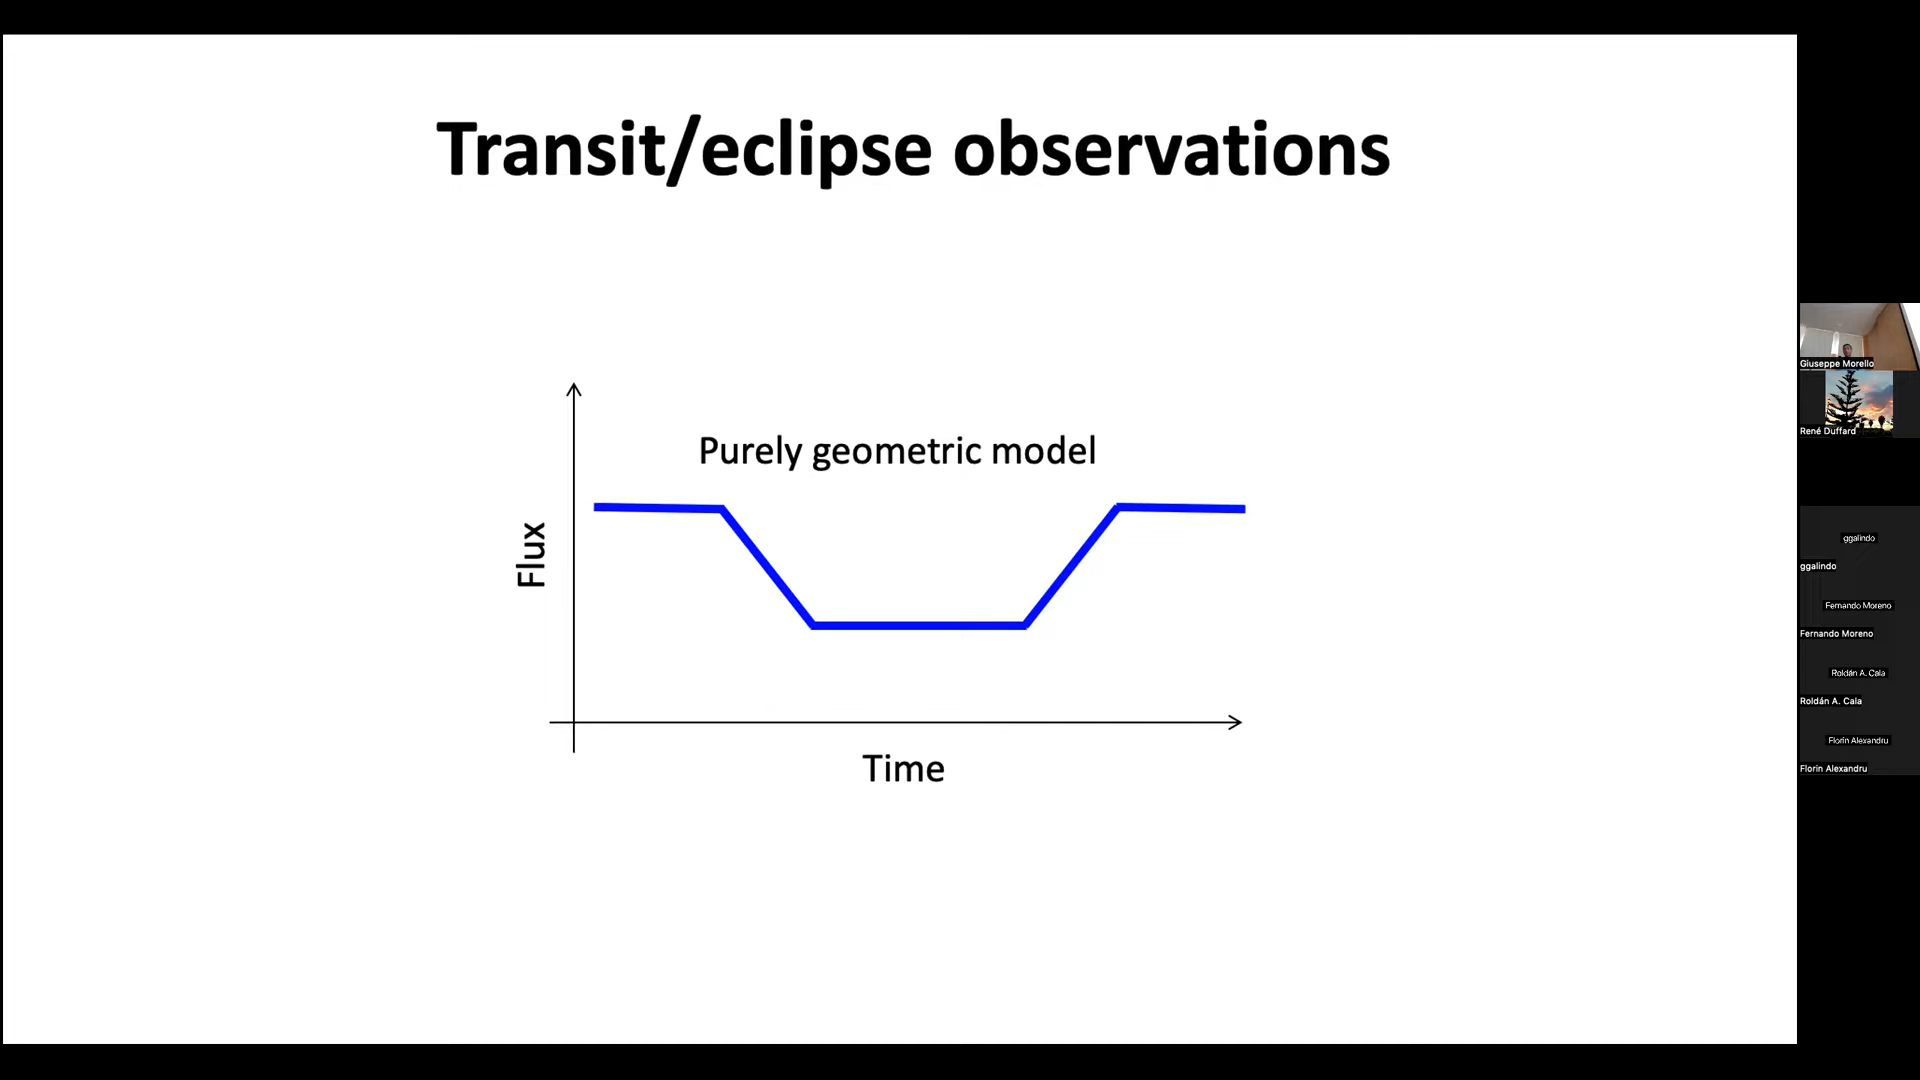 Transit/eclipse observations
Purely geometric model
Flux
Time
Giuseppe Morello
René Duffard
ggalindo
ggalindo
Fernando Moreno
Fernando Moreno
Roldán A. Cala
Roldán A. Cala
Florin Alexandru
Florin Alexandru